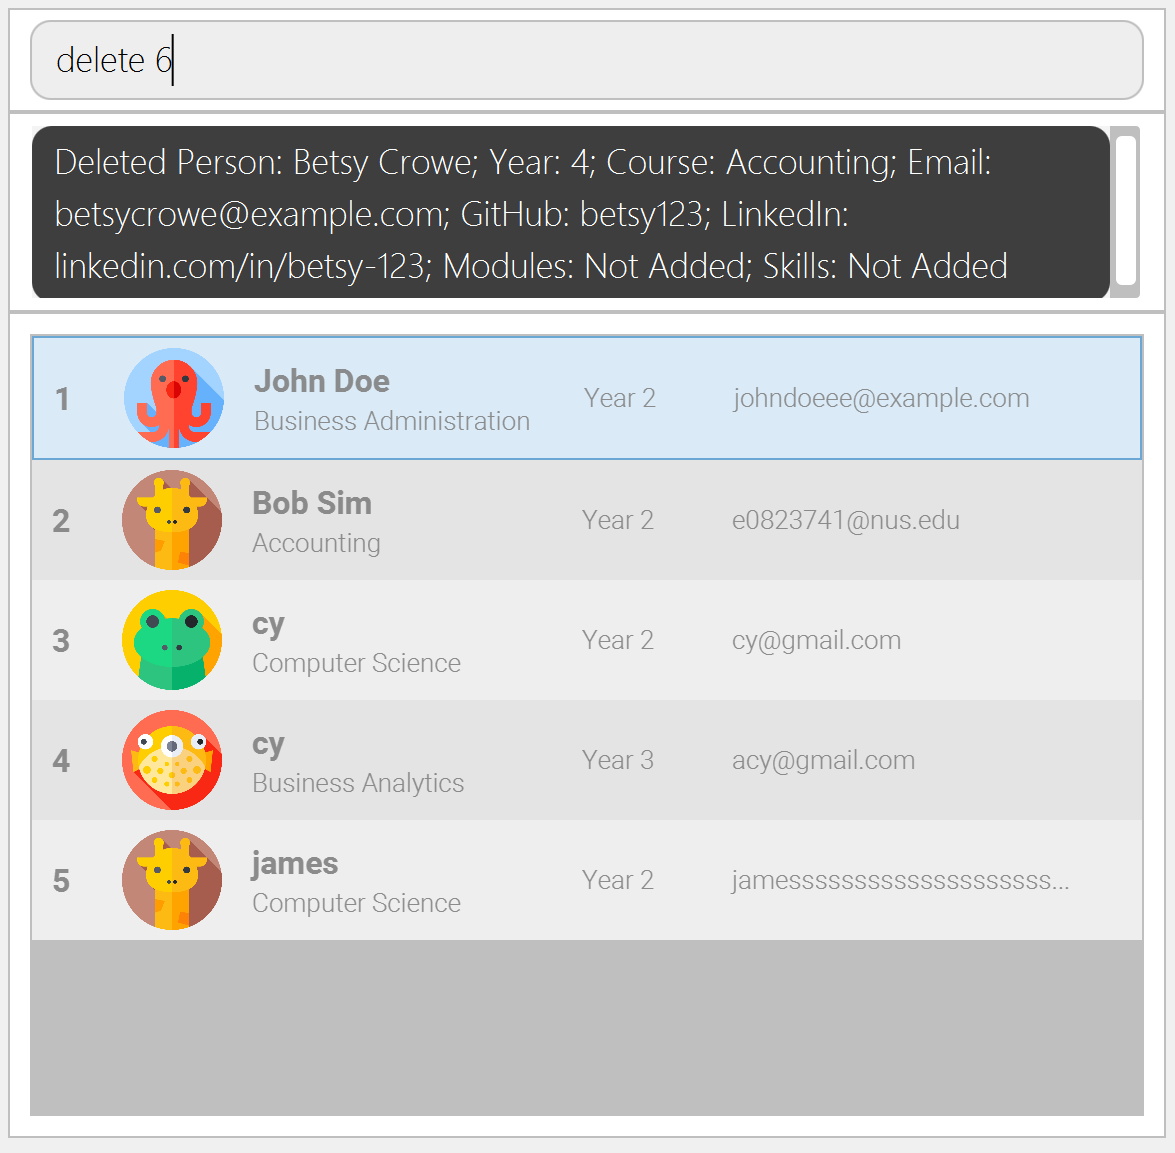 delete 6
Deleted Person: Betsy Crowe; Year: 4; Course: Accounting; Email:
betsycrowe@example.com; GitHub: betsy123; LinkedIn:
linkedin.com/in/betsy-123; Modules: Not Added; Skills: Not Added
1 John Doe Year 2 johndoeee@example.com
Business Administration
2 Bob Sim Year 2 e0823741@nus.edu
Accounting
3 cy Year 2 cy@gmail.com
Computer Science
4 cy Year 3 acy@gmail.com
Business Analytics
5 james Year 2 jamessssssssssssssssssss...
Computer Science